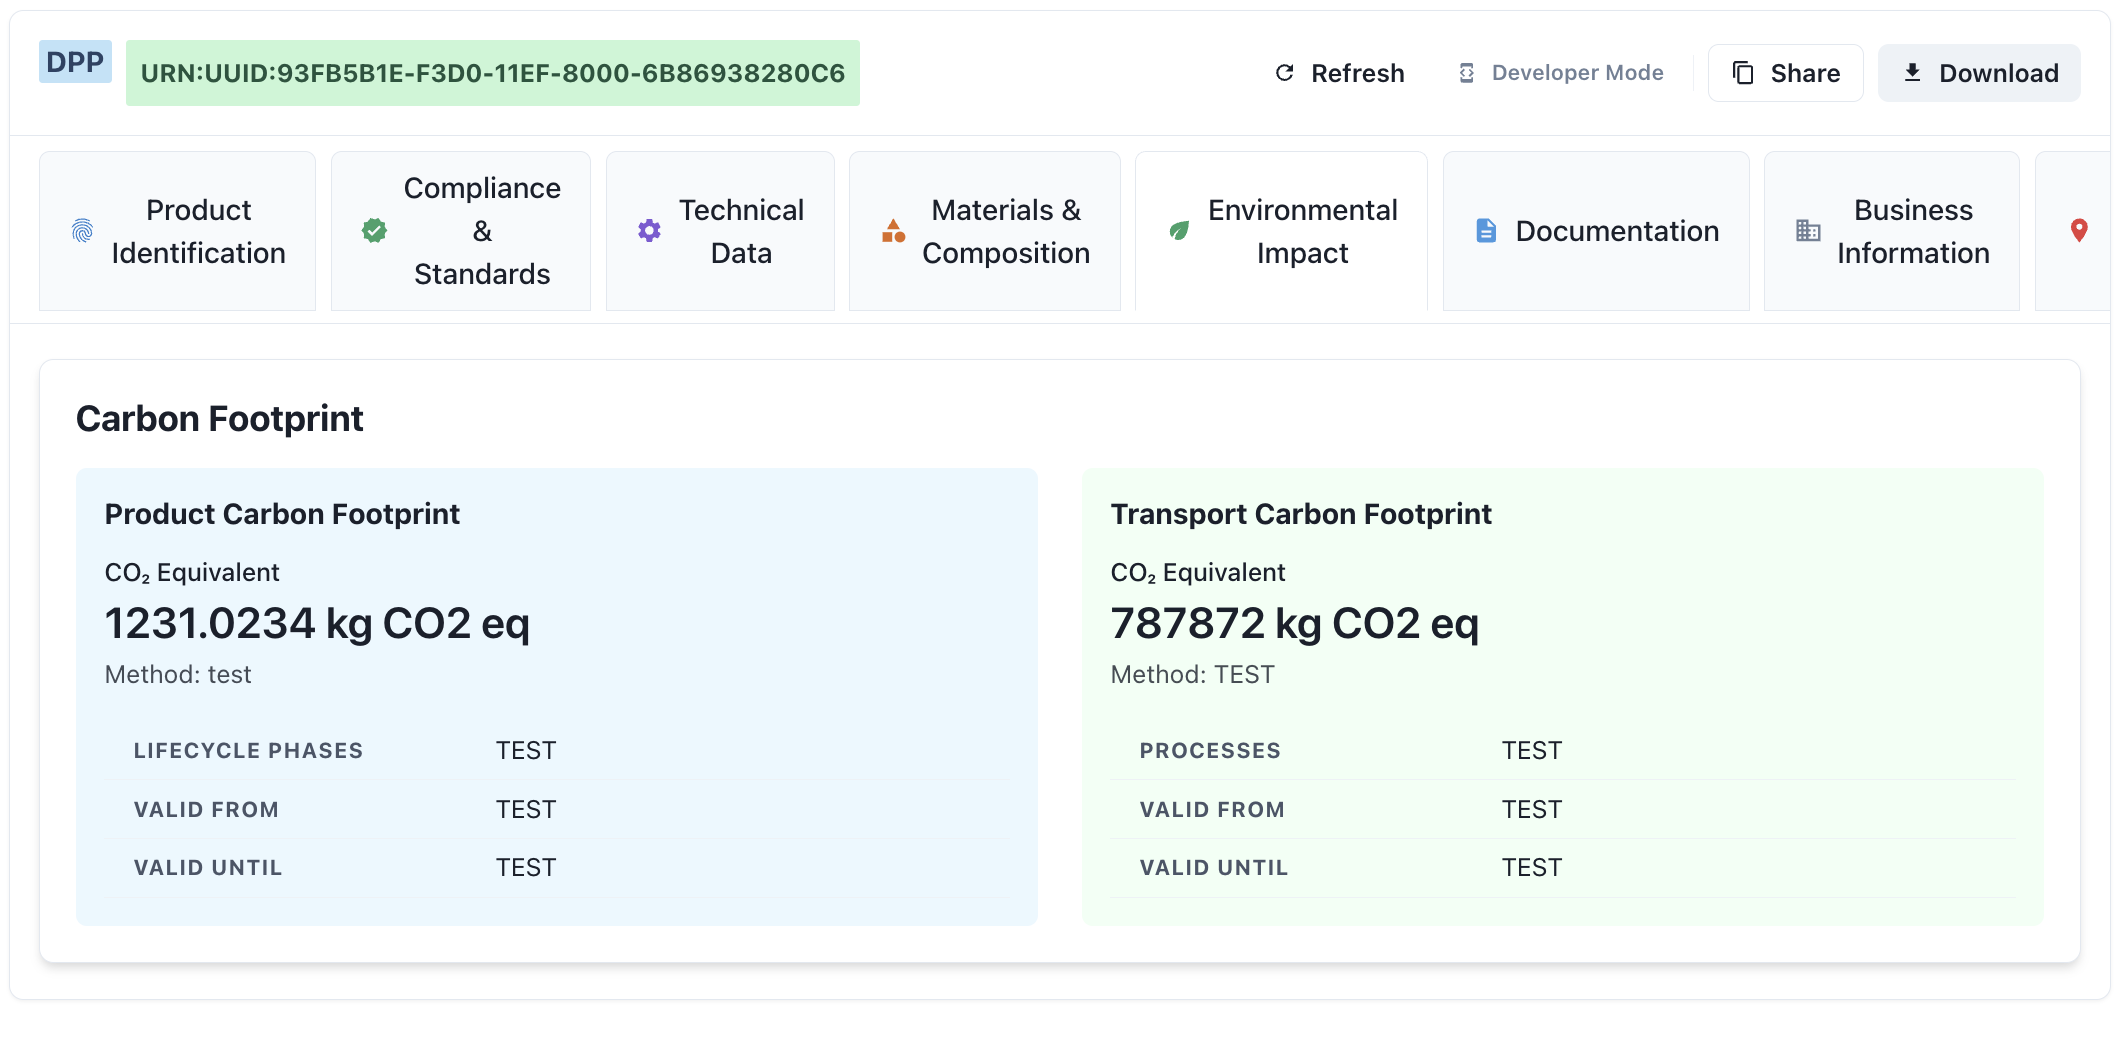 DPP
URN:UUID:93FB5B1E-F3D0-11EF-8000-6B86938280C6
Refresh
Developer Mode
Share
Download
Product
Identification
Compliance
&
Standards
Technical
Data
Materials &
Composition
Environmental
Impact
Documentation
Business
Information
Carbon Footprint
Product Carbon Footprint
CO₂ Equivalent
1231.0234 kg CO2 eq
Method: test
LIFECYCLE PHASES TEST
VALID FROM TEST
VALID UNTIL TEST
Transport Carbon Footprint
CO₂ Equivalent
787872 kg CO2 eq
Method: TEST
PROCESSES TEST
VALID FROM TEST
VALID UNTIL TEST